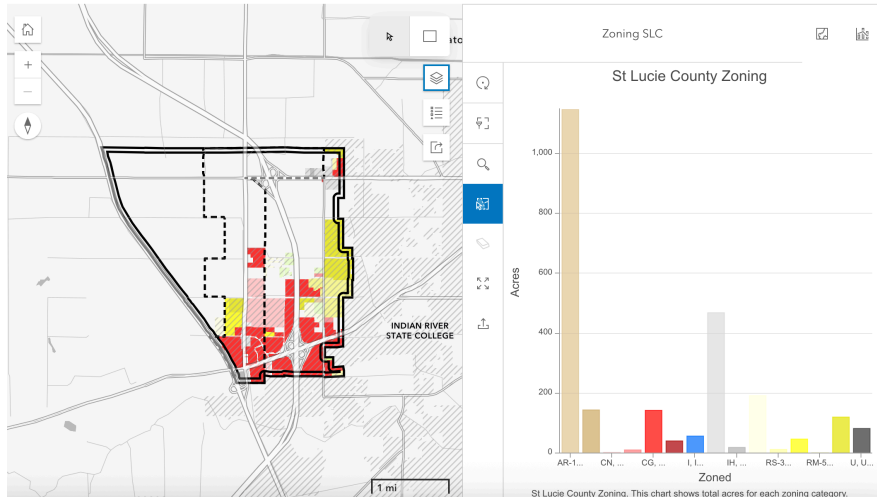 ato
INDIAN RIVER
STATE COLLEGE
1 mi
Zoning SLC
St Lucie County Zoning
Acres
1,000
800
600
400
200
0
AR-1... CN, ... CG, ... I, I... IH, ... RS-3... RM-5... U, U...
Zoned
St Lucie County Zoning. This chart shows total acres for each zoning category.